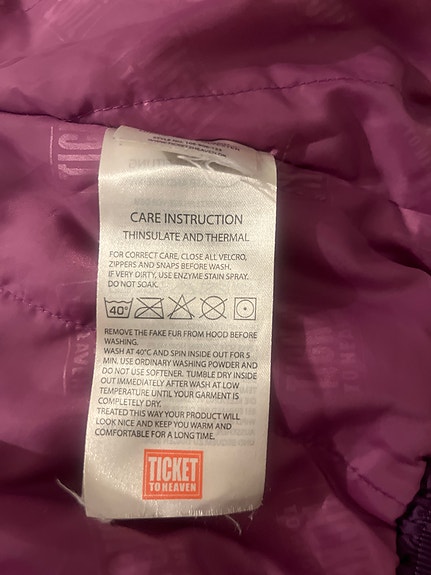 CARE INSTRUCTION
THINSULATE AND THERMAL
FOR CORRECT CARE, CLOSE ALL VELCRO,
ZIPPERS AND SNAPS BEFORE WASH.
IF VERY DIRTY, USE ENZYME STAIN SPRAY.
DO NOT SOAK.
40°
REMOVE THE FAKE FUR FROM HOOD BEFORE
WASHING.
WASH AT 40°C AND SPIN INSIDE OUT FOR 5
MIN. USE ORDINARY WASHING POWDER AND
DO NOT USE SOFTENER. TUMBLE DRY INSIDE
OUT IMMEDIATELY AFTER WASH AT LOW
TEMPERATURE UNTIL YOUR GARMENT IS
COMPLETELY DRY.
TREATED THIS WAY YOUR PRODUCT WILL
LOOK NICE AND KEEP YOU WARM AND
COMFORTABLE FOR A LONG TIME.
TICKET
TO HEAVEN